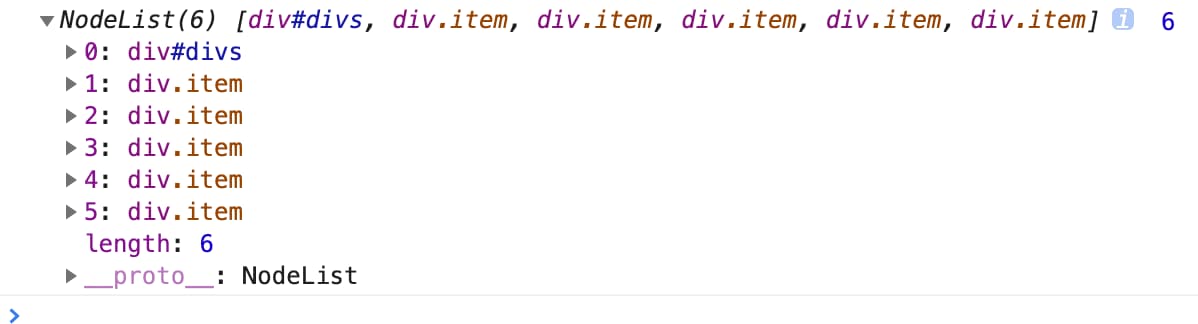 ▼NodeList(6) [div#divs, div.item, div.item, div.item, div.item, div.item] i 6
▶0: div#divs
▶1: div.item
▶2: div.item
▶3: div.item
▶4: div.item
▶5: div.item
length: 6
▶__proto__: NodeList
>